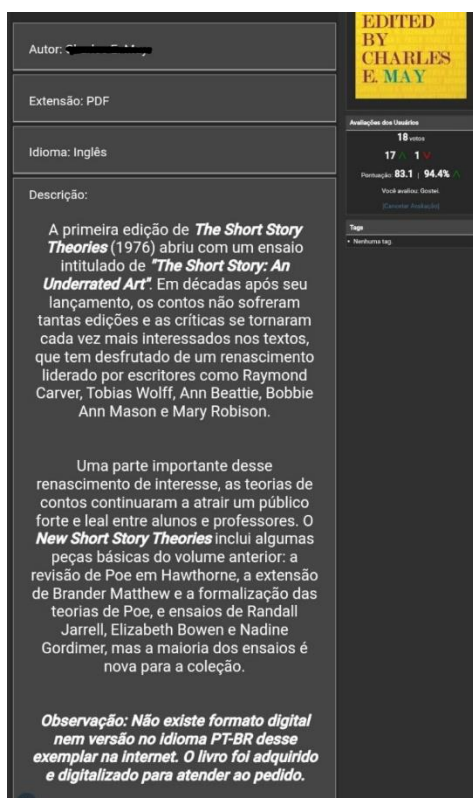 Autor:
Extensão: PDF
Idioma: Inglês
Descrição:
A primeira edição de The Short Story
Theories (1976) abriu com um ensaio
intitulado de "The Short Story: An
Underrated Art". Em décadas após seu
lançamento, os contos não sofreram
tantas edições e as críticas se tornaram
cada vez mais interessados nos textos,
que tem desfrutado de um renascimento
liderado por escritores como Raymond
Carver, Tobias Wolff, Ann Beattie, Bobbie
Ann Mason e Mary Robison.
Uma parte importante desse
renascimento de interesse, as teorias de
contos continuaram a atrair um público
forte e leal entre alunos e professores. O
New Short Story Theories inclui algumas
peças básicas do volume anterior: a
revisão de Poe em Hawthorne, a extensão
de Brander Matthew e a formalização das
teorias de Poe, e ensaios de Randall
Jarrell, Elizabeth Bowen e Nadine
Gordimer, mas a maioria dos ensaios é
nova para a coleção.
Observação: Não existe formato digital
nem versão no idioma PT-BR desse
exemplar na internet. O livro foi adquirido
e digitalizado para atender ao pedido.
EDITED
BY
CHARLES
E. MAY
Avaliações dos Usuários
18 votos
17 1
Pontuação: 83.1 | 94.4%
Você avaliou: Gostei.
[Cancelar Avaliação]
Tags
• Nenhuma tag.